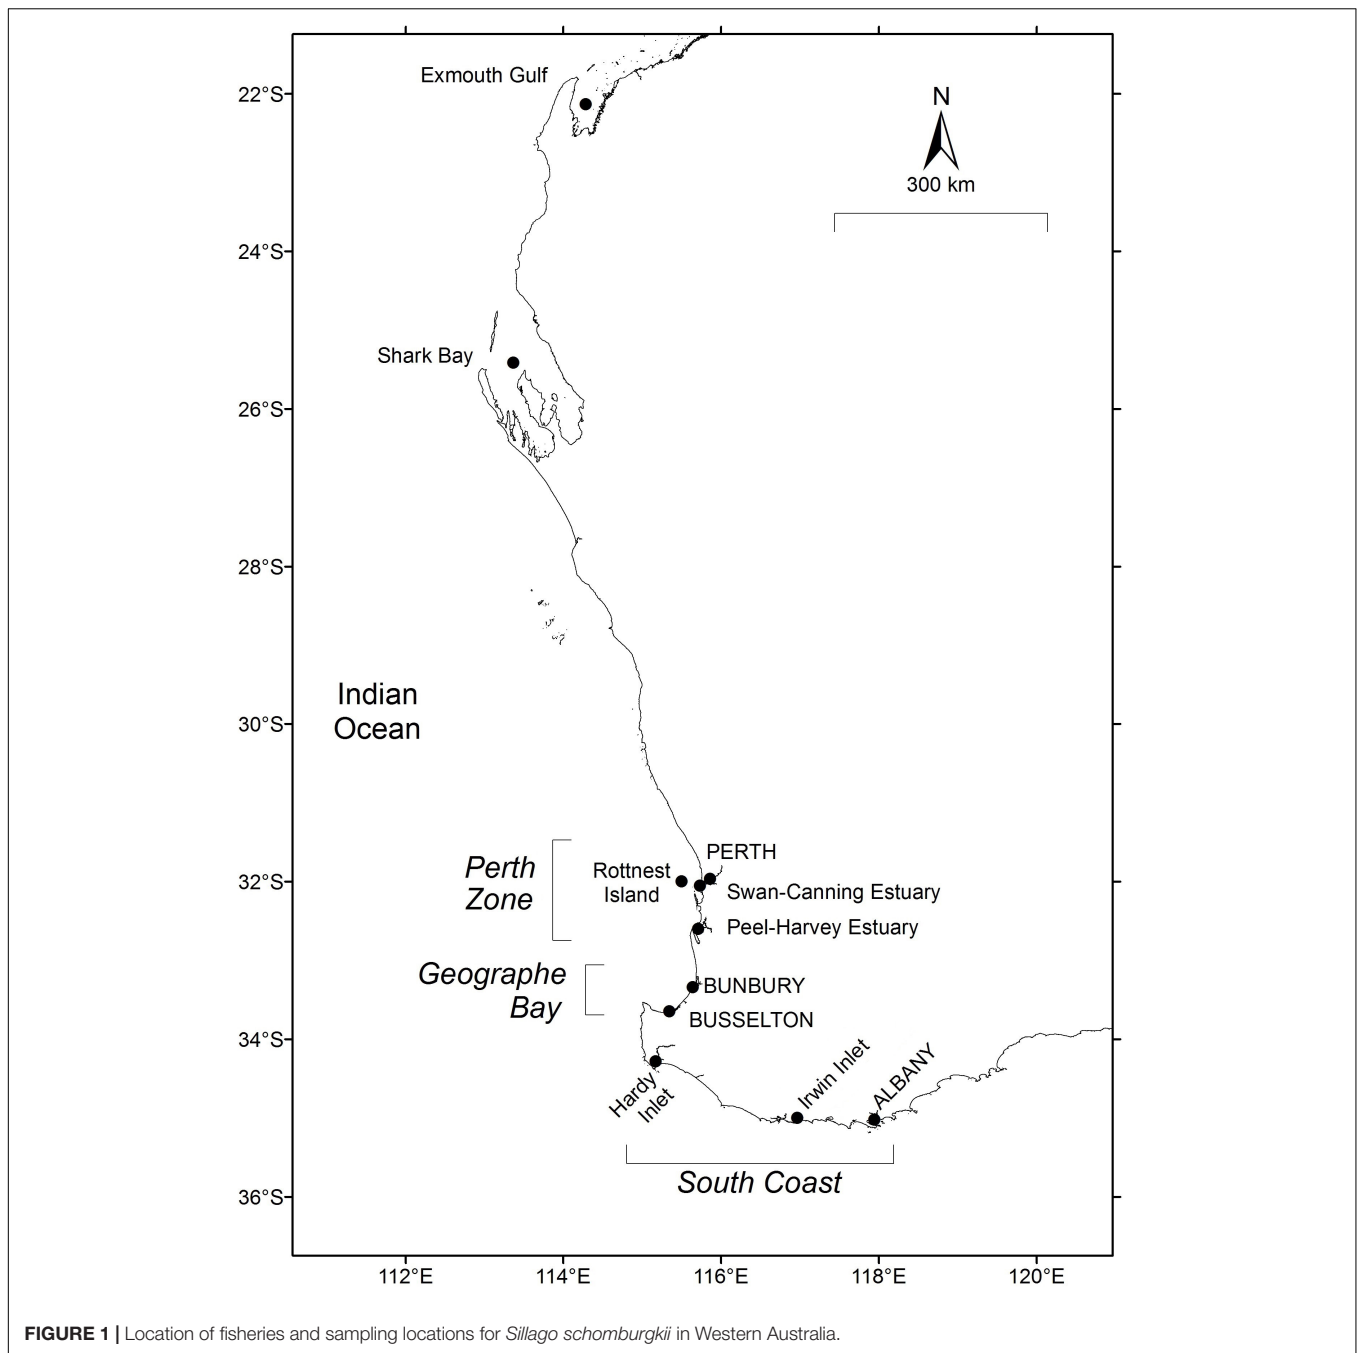 Exmouth Gulf
22°S
N
300 km
24°S
Shark Bay
26°S
28°S
Indian
Ocean
30°S
Perth
Zone
Rottnest
Island
PERTH
32°S
Swan-Canning Estuary
Peel-Harvey Estuary
Geographe
Bay
BUNBURY
BUSSELTON
34°S
Hardy
Inlet
Irwin Inlet
ALBANY
South Coast
36°S
112°E 114°E 116°E 118°E 120°E
FIGURE 1 | Location of fisheries and sampling locations for Sillago schomburgkii in Western Australia.